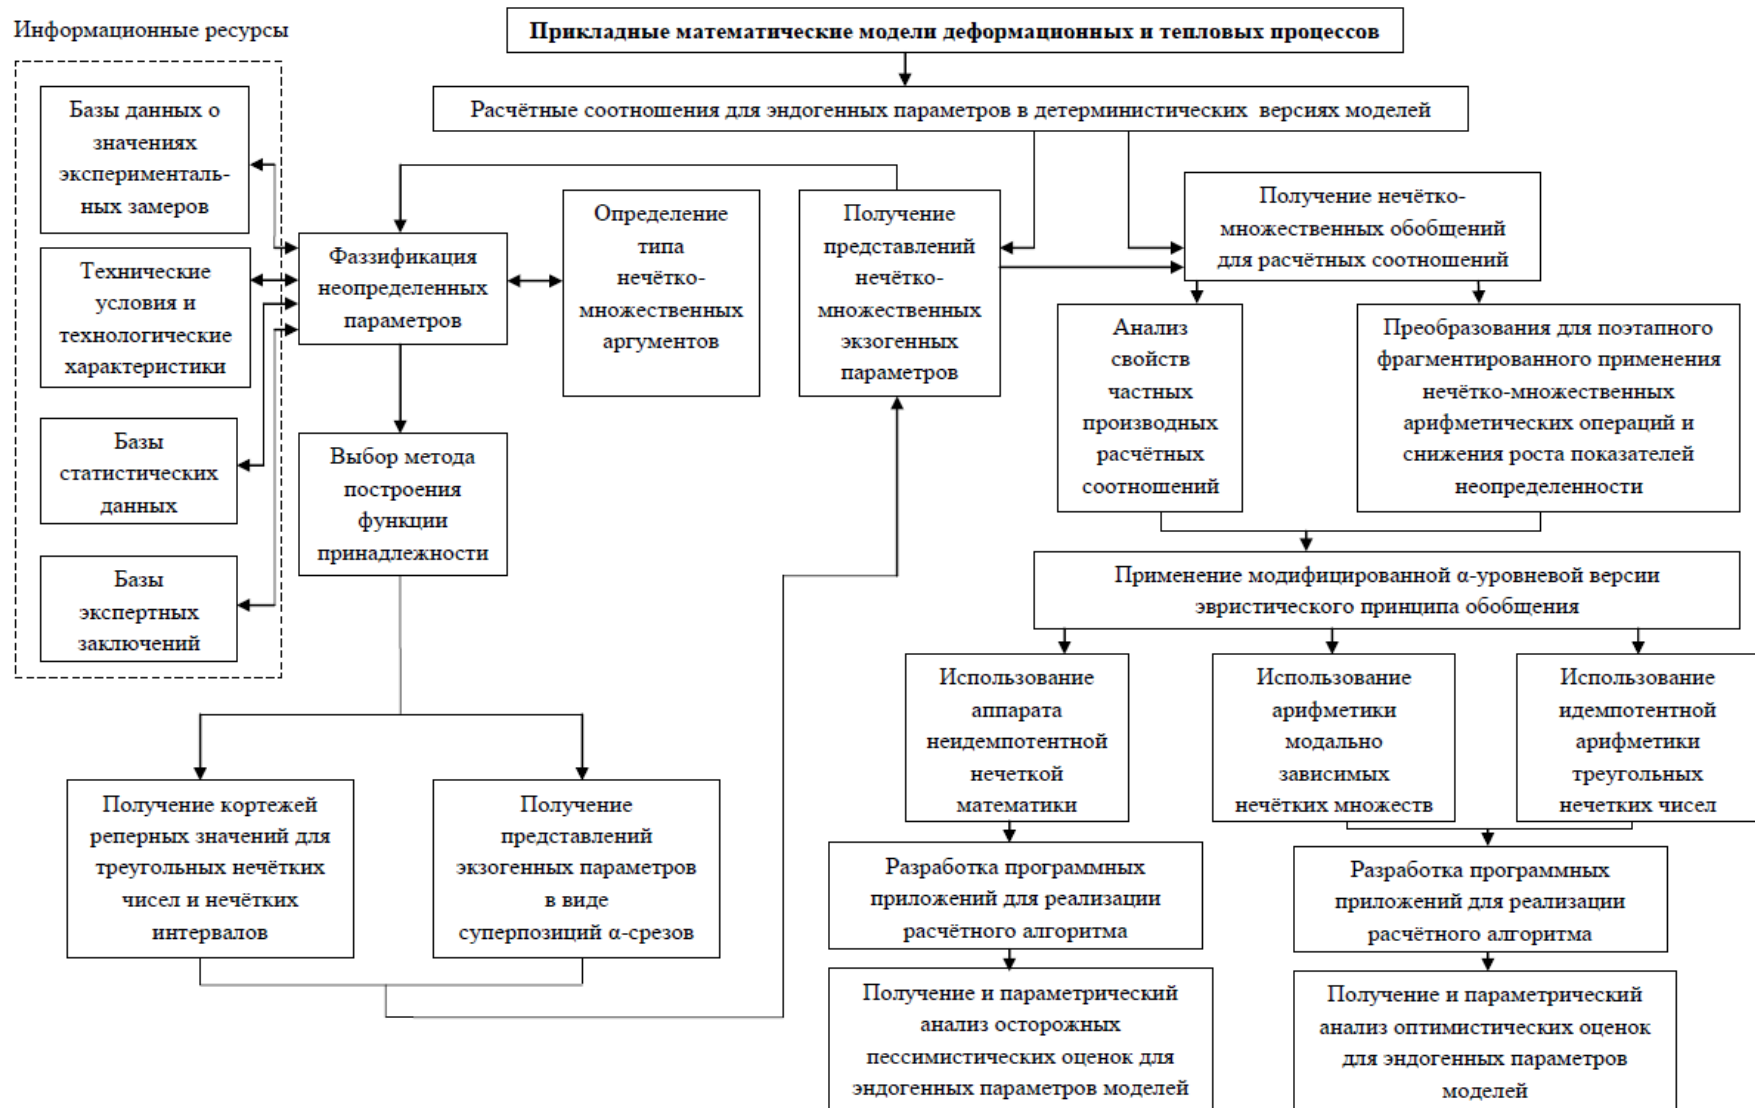 Информационные ресурсы
Прикладные математические модели деформационных и тепловых процессов
Расчётные соотношения для эндогенных параметров в детерминистических версиях моделей
Базы данных о
значениях
эксперименталь-
ных замеров
Технические
условия и
технологические
характеристики
Базы
статистических
данных
Базы
экспертных
заключений
Фаззификация
неопределенных
параметров
Определение
типа
нечётко-
множественных
аргументов
Получение
представлений
нечётко-
множественных
экзогенных
параметров
Получение нечётко-
множественных обобщений
для расчётных соотношений
Анализ
свойств
частных
производных
расчётных
соотношений
Преобразования для поэтапного
фрагментированного применения
нечётко-множественных
арифметических операций и
снижения роста показателей
неопределенности
Выбор метода
построения
функции
принадлежности
Применение модифицированной α-уровневой версии
эвристического принципа обобщения
Использование
аппарата
неидемпотентной
нечеткой
математики
Использование
арифметики
модально
зависимых
нечётких множеств
Использование
идемпотентной
арифметики
треугольных
нечетких чисел
Получение кортежей
реперных значений для
треугольных нечётких
чисел и нечётких
интервалов
Получение
представлений
экзогенных параметров
в виде
суперпозиций α-срезов
Разработка программных
приложений для реализации
расчётного алгоритма
Разработка программных
приложений для реализации
расчётного алгоритма
Получение и параметрический
анализ осторожных
пессимистических оценок для
эндогенных параметров моделей
Получение и параметрический
анализ оптимистических оценок
для эндогенных параметров
моделей